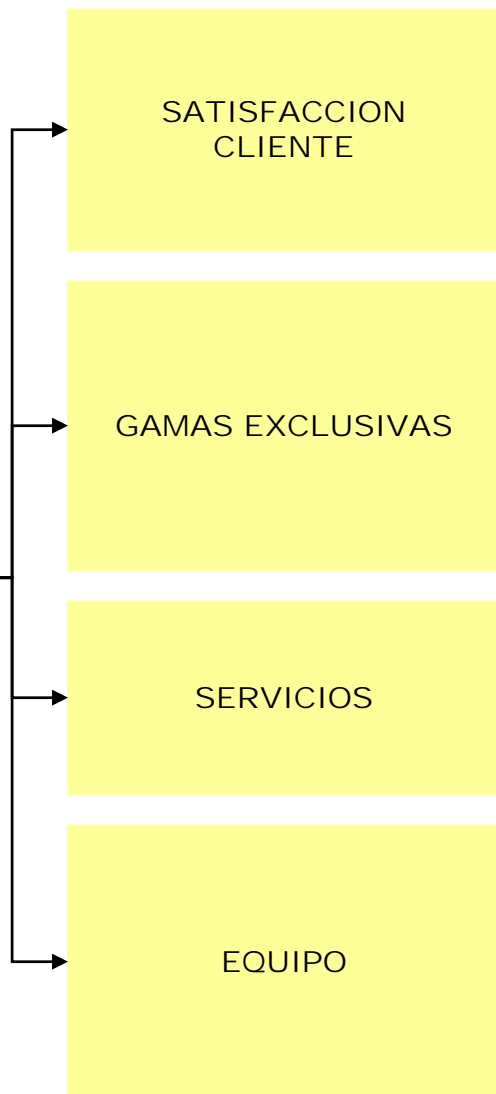 SATISFACCION
CLIENTE
GAMAS EXCLUSIVAS
SERVICIOS
EQUIPO